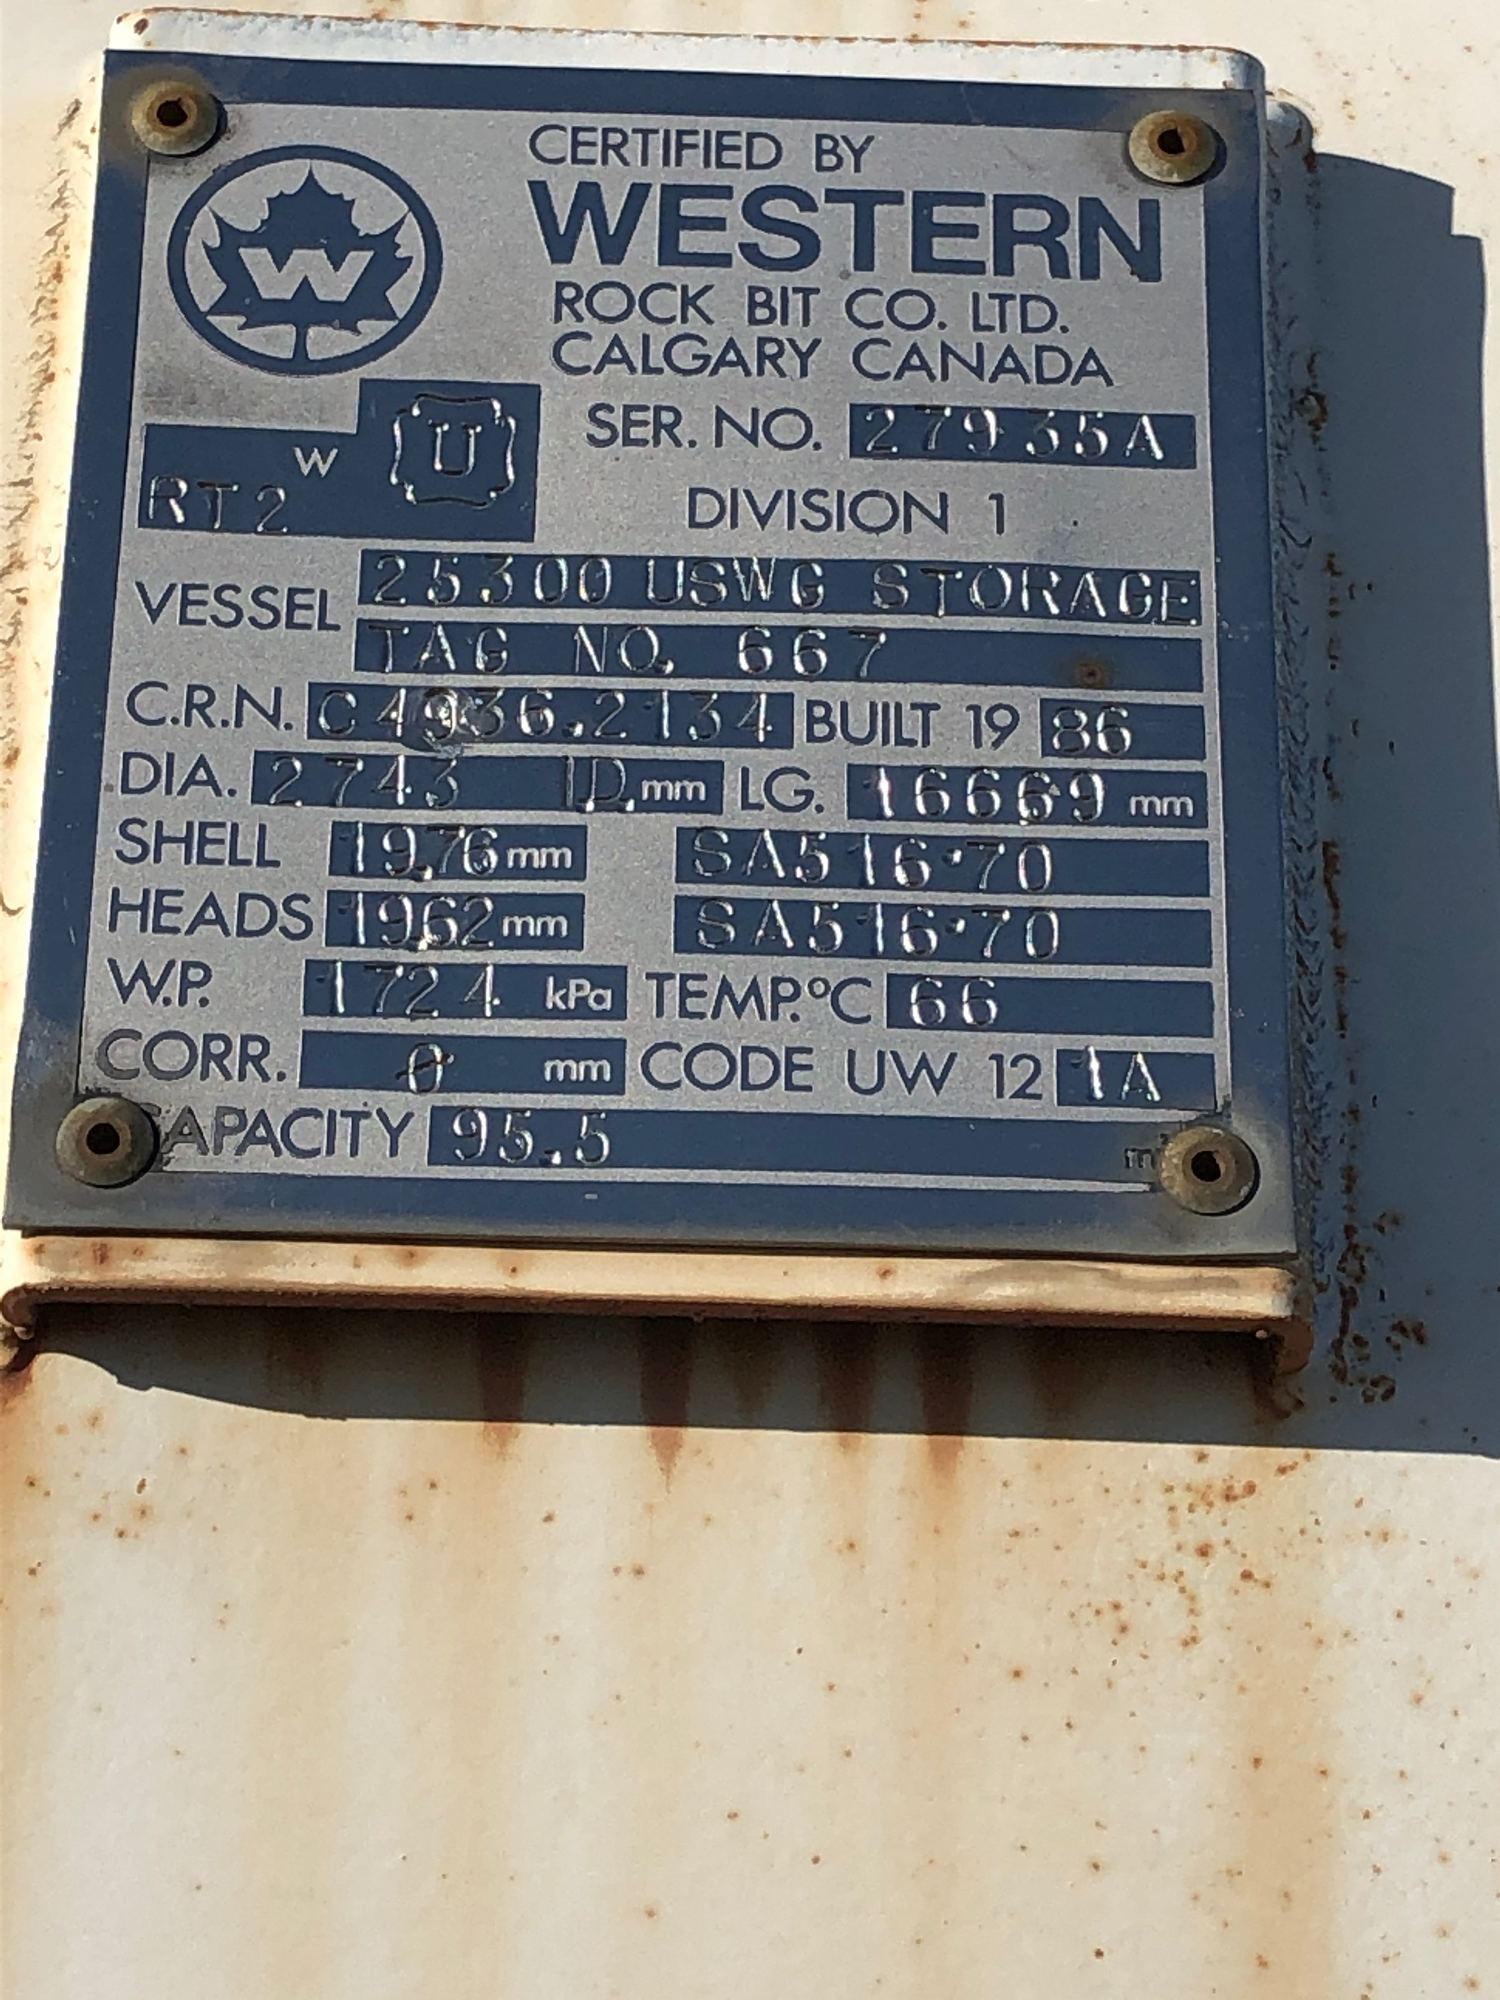 CERTIFIED BY
WESTERN
ROCK BIT CO. LTD.
CALGARY CANADA
W
W U SER. NO. 27935A
RT2 DIVISION 1
VESSEL 25300 USWG STORAGE
TAG NO. 667
C.R.N. C4936.2134 BUILT 19 86
DIA. 2743 ID. mm LG. 16669 mm
SHELL 19.76 mm SA516·70
HEADS 19.62 mm SA516·70
W.P. 1724 kPa TEMP. °C 66
CORR. 0 mm CODE UW 12 1A
CAPACITY 95.5 m